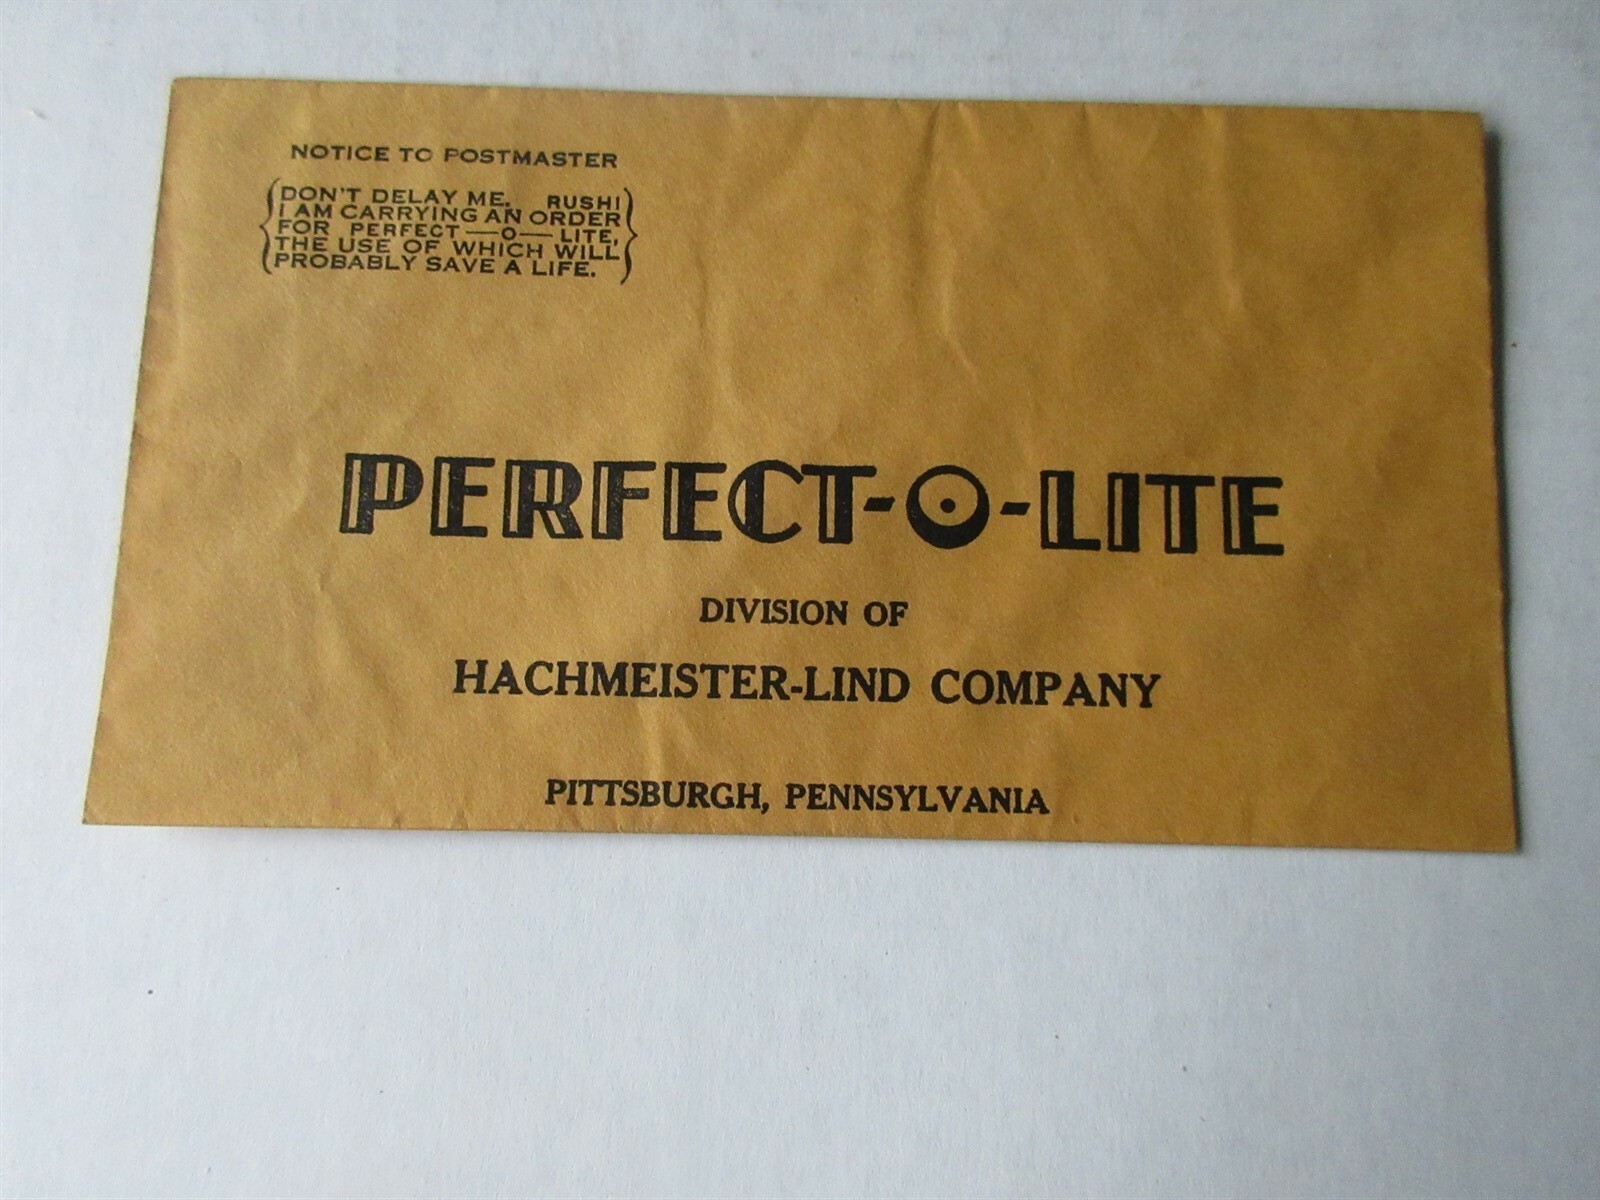 NOTICE TO POSTMASTER
DON'T DELAY ME. RUSH!
I AM CARRYING AN ORDER
FOR PERFECT—O—LITE,
THE USE OF WHICH WILL
PROBABLY SAVE A LIFE.
PERFECT-O-LITE
DIVISION OF
HACHMEISTER-LIND COMPANY
PITTSBURGH, PENNSYLVANIA